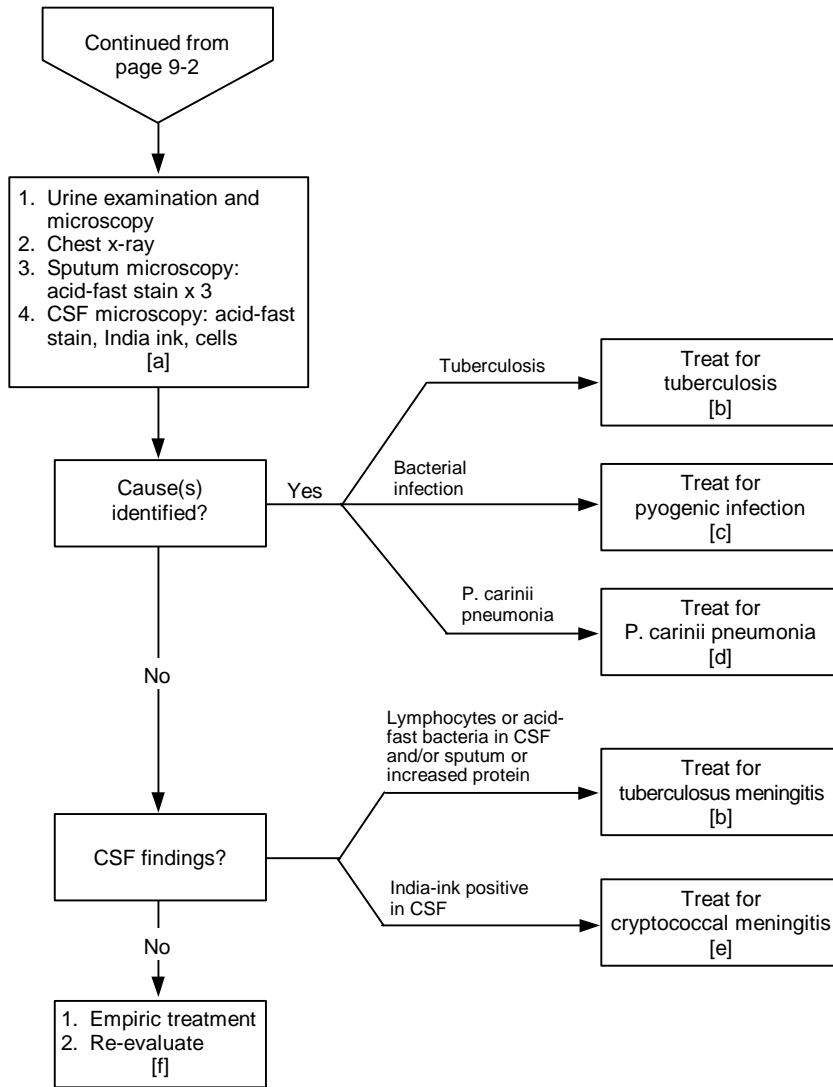 Continued from
page 9-2
1. Urine examination and
microscopy
2. Chest x-ray
3. Sputum microscopy:
acid-fast stain x 3
4. CSF microscopy: acid-fast
stain, India ink, cells
[a]
Tuberculosis
Treat for
tuberculosis
[b]
Cause(s)
identified?
Yes
Bacterial
infection
Treat for
pyogenic infection
[c]
P. carinii
pneumonia
Treat for
P. carinii pneumonia
[d]
No
Lymphocytes or acid-
fast bacteria in CSF
and/or sputum or
increased protein
Treat for
tuberculosus meningitis
[b]
CSF findings?
India-ink positive
in CSF
Treat for
cryptococcal meningitis
[e]
No
1. Empiric treatment
2. Re-evaluate
[f]